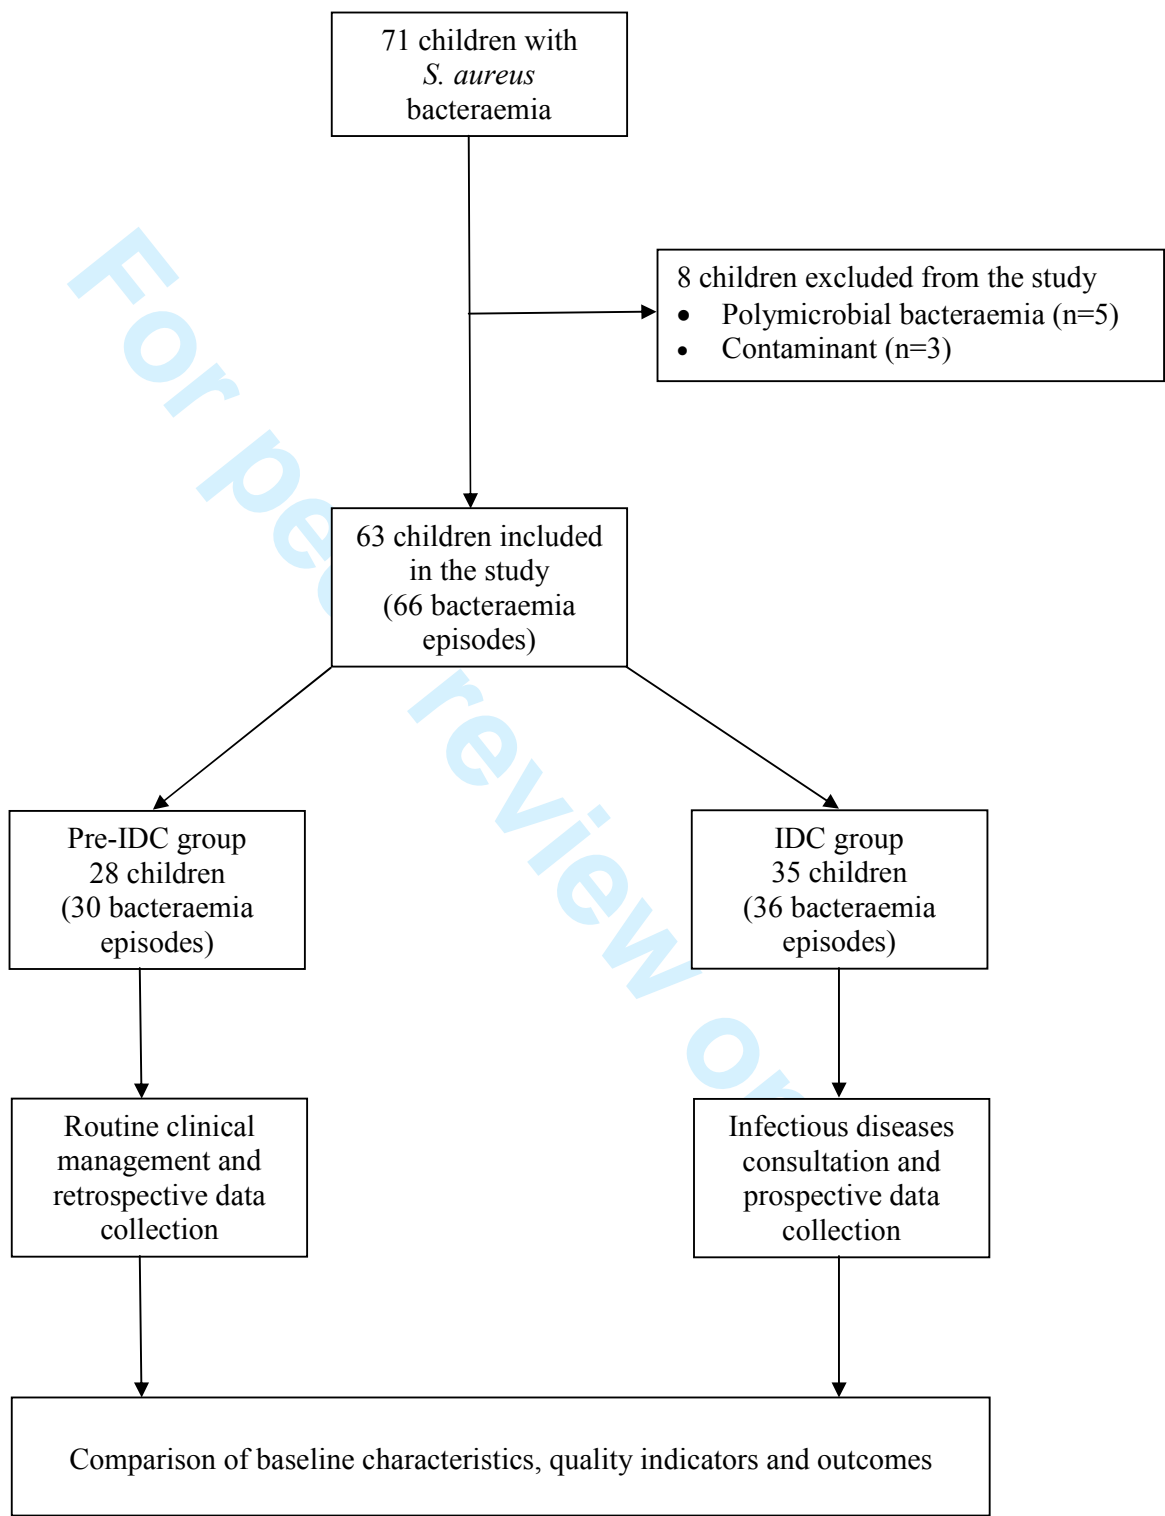 71 children with
S. aureus
bacteraemia
8 children excluded from the study
• Polymicrobial bacteraemia (n=5)
• Contaminant (n=3)
63 children included
in the study
(66 bacteraemia
episodes)
Pre-IDC group
28 children
(30 bacteraemia
episodes)
IDC group
35 children
(36 bacteraemia
episodes)
Routine clinical
management and
retrospective data
collection
Infectious diseases
consultation and
prospective data
collection
Comparison of baseline characteristics, quality indicators and outcomes
For peer review on